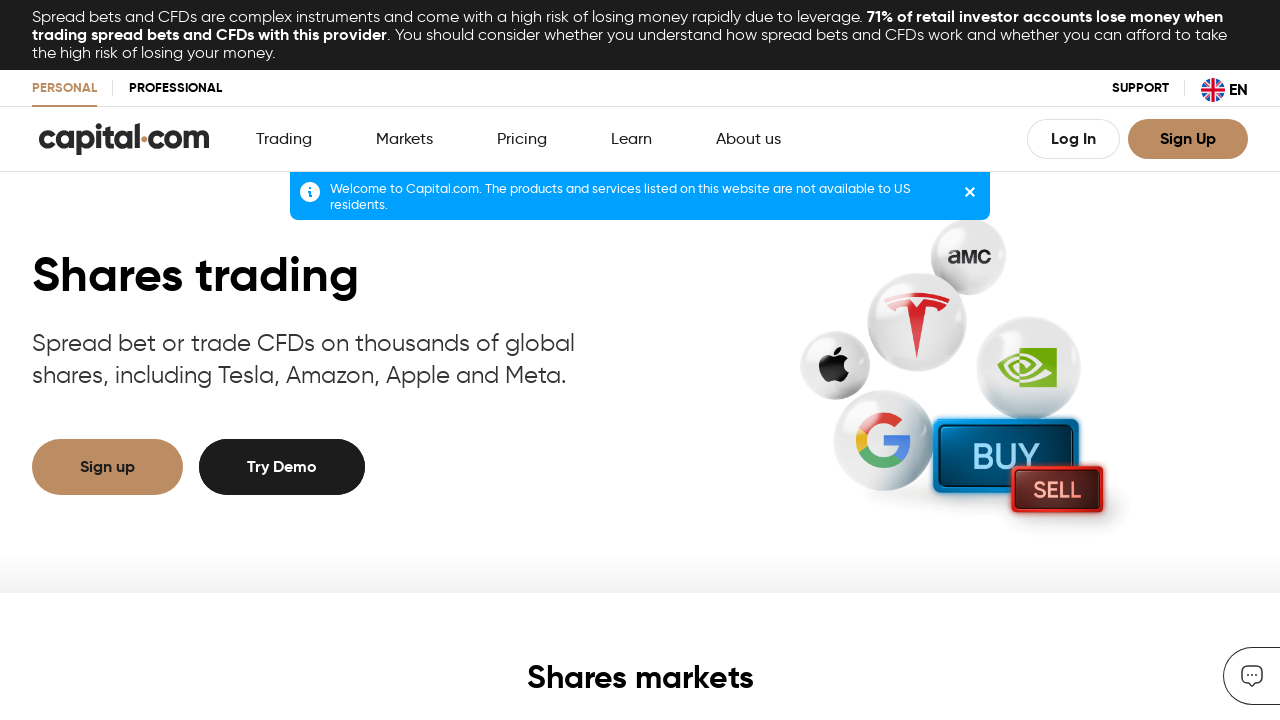 Spread bets and CFDs are complex instruments and come with a high risk of losing money rapidly due to leverage. 71% of retail investor accounts lose money when
trading spread bets and CFDs with this provider. You should consider whether you understand how spread bets and CFDs work and whether you can afford to take
the high risk of losing your money.
PERSONAL PROFESSIONAL SUPPORT EN
capital.com Trading Markets Pricing Learn About us Log In Sign Up
Welcome to Capital.com. The products and services listed on this website are not available to US
residents.
amc
Shares trading
Spread bet or trade CFDs on thousands of global
shares, including Tesla, Amazon, Apple and Meta.
G
BUY
Sign up Try Demo
SELL
Shares markets